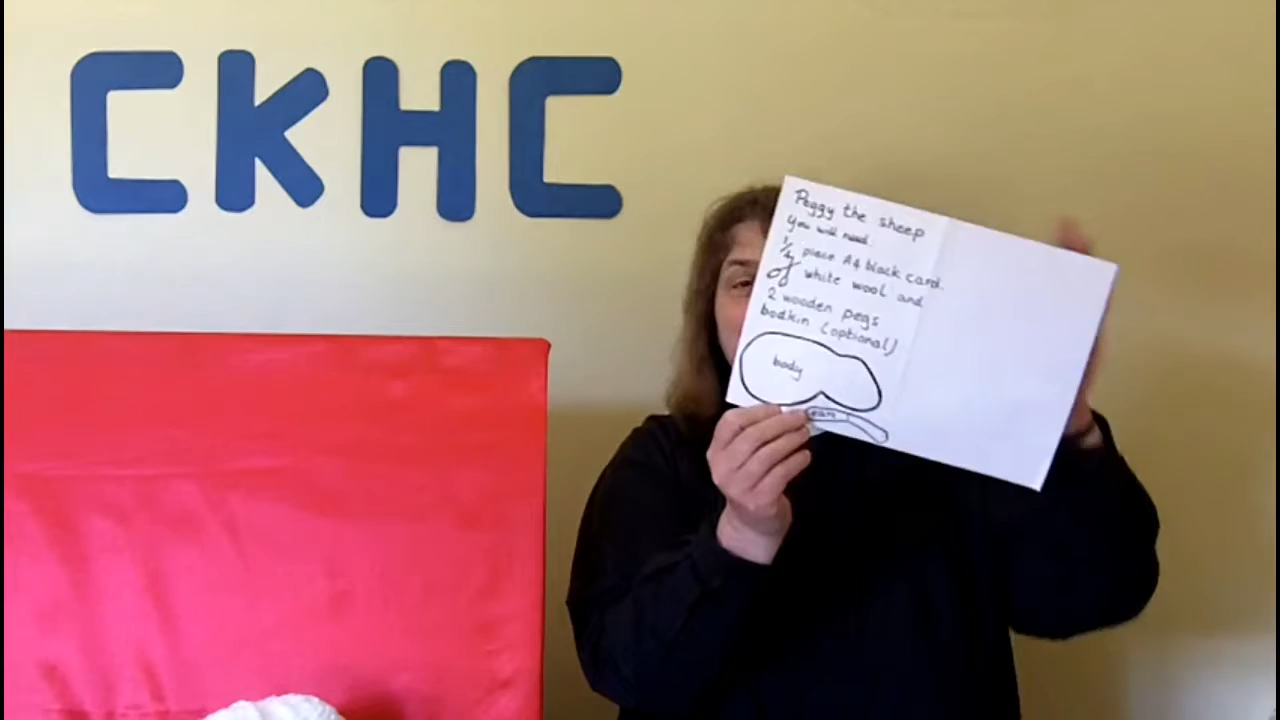 CKHC
Peggy the sheep
You will need.
1/4 piece A4 black card.
white wool and
2 wooden pegs
bodkin (optional)
body
ears